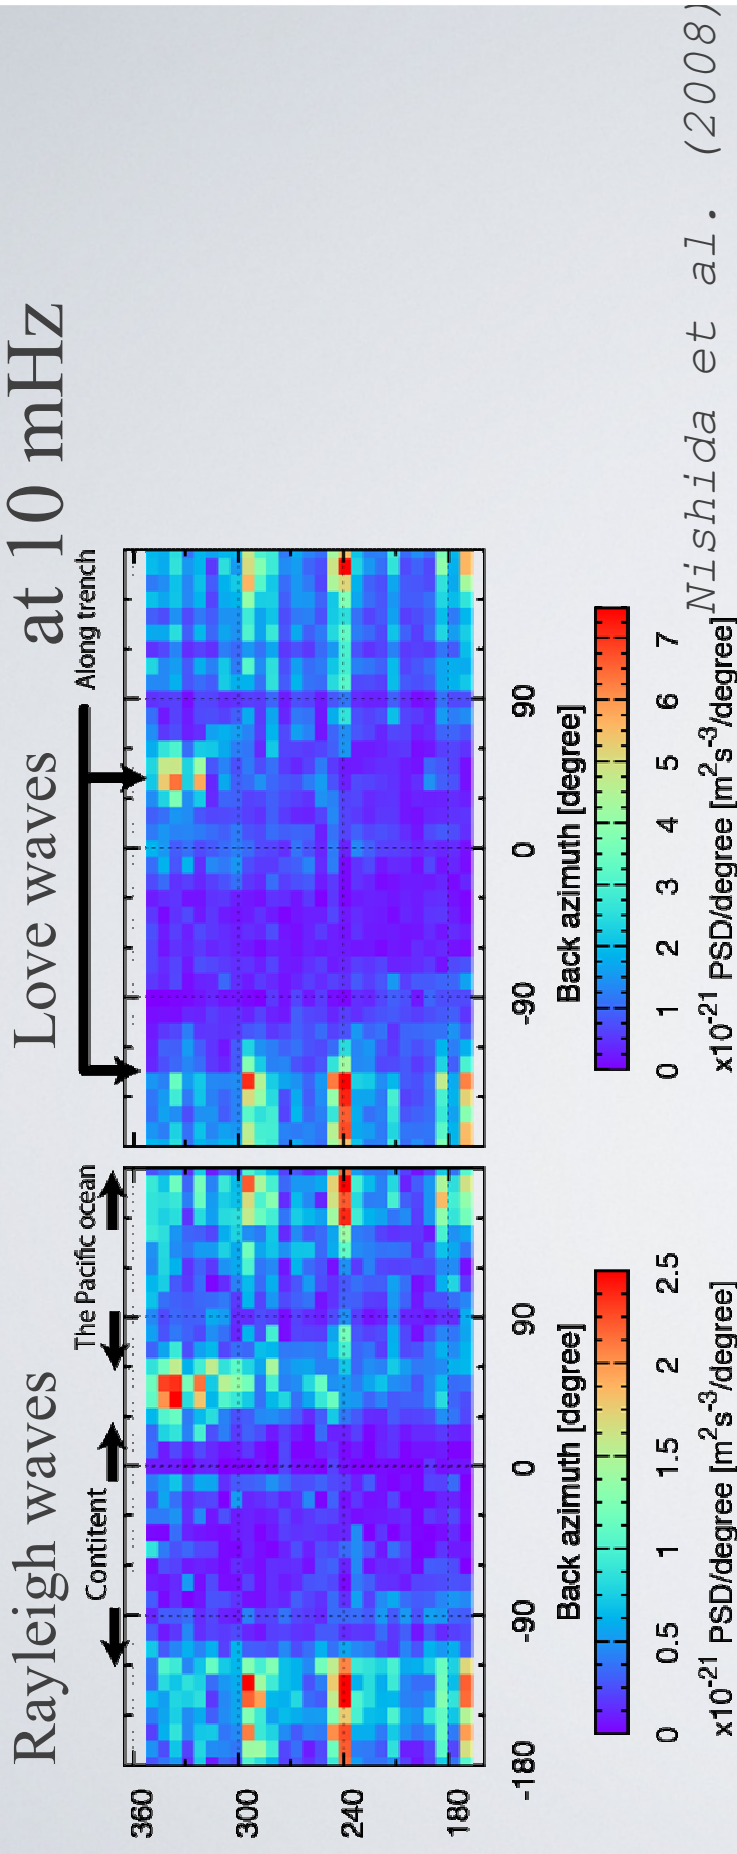 Rayleigh waves
Love waves
at 10 mHz
Contitent
The Pacific ocean
Along trench
360
300
240
180
-180
-90
0
90
-90
0
90
Back azimuth [degree]
Back azimuth [degree]
0 0.5 1 1.5 2 2.5
x10⁻²¹ PSD/degree [m²s⁻³/degree]
0 1 2 3 4 5 6 7
x10⁻²¹ PSD/degree [m²s⁻³/degree]
Nishida et al. (2008)